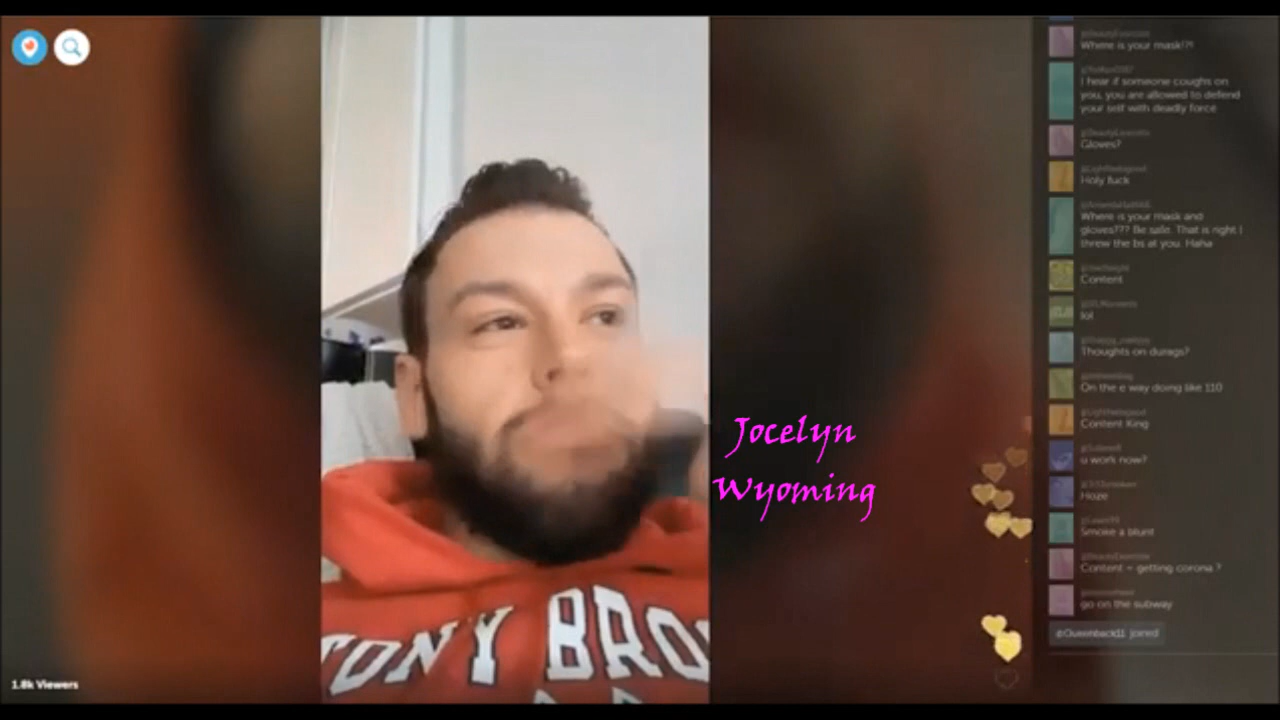 Where is your mask!?!
I hear if someone coughs on
you, you are allowed to defend
your self with deadly force
Gloves?
Holy fuck
Where is your mask and
gloves??? Be safe. That is right I
threw the bs at you. Haha
Content
lol
Thoughts on durags?
On the e way doing like 110
Content King
u work now?
Hoze
Smoke a blunt
Content = getting corona ?
go on the subway
joined
Jocelyn
Wyoming
TONY BRO
1.8k Viewers